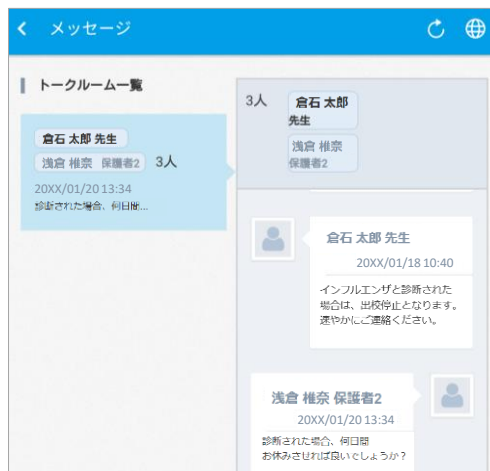 メッセージ
トークルーム一覧
倉石 太郎 先生
浅倉 椎奈 保護者2
3人
20XX/01/20 13:34
診断された場合、何日間...
3人
倉石 太郎
先生
浅倉 椎奈
保護者2
倉石 太郎 先生
20XX/01/18 10:40
インフルエンザと診断された
場合は、出校停止となります。
速やかにご連絡ください。
浅倉 椎奈 保護者2
20XX/01/20 13:34
診断された場合、何日間
お休みさせれば良いでしょうか？